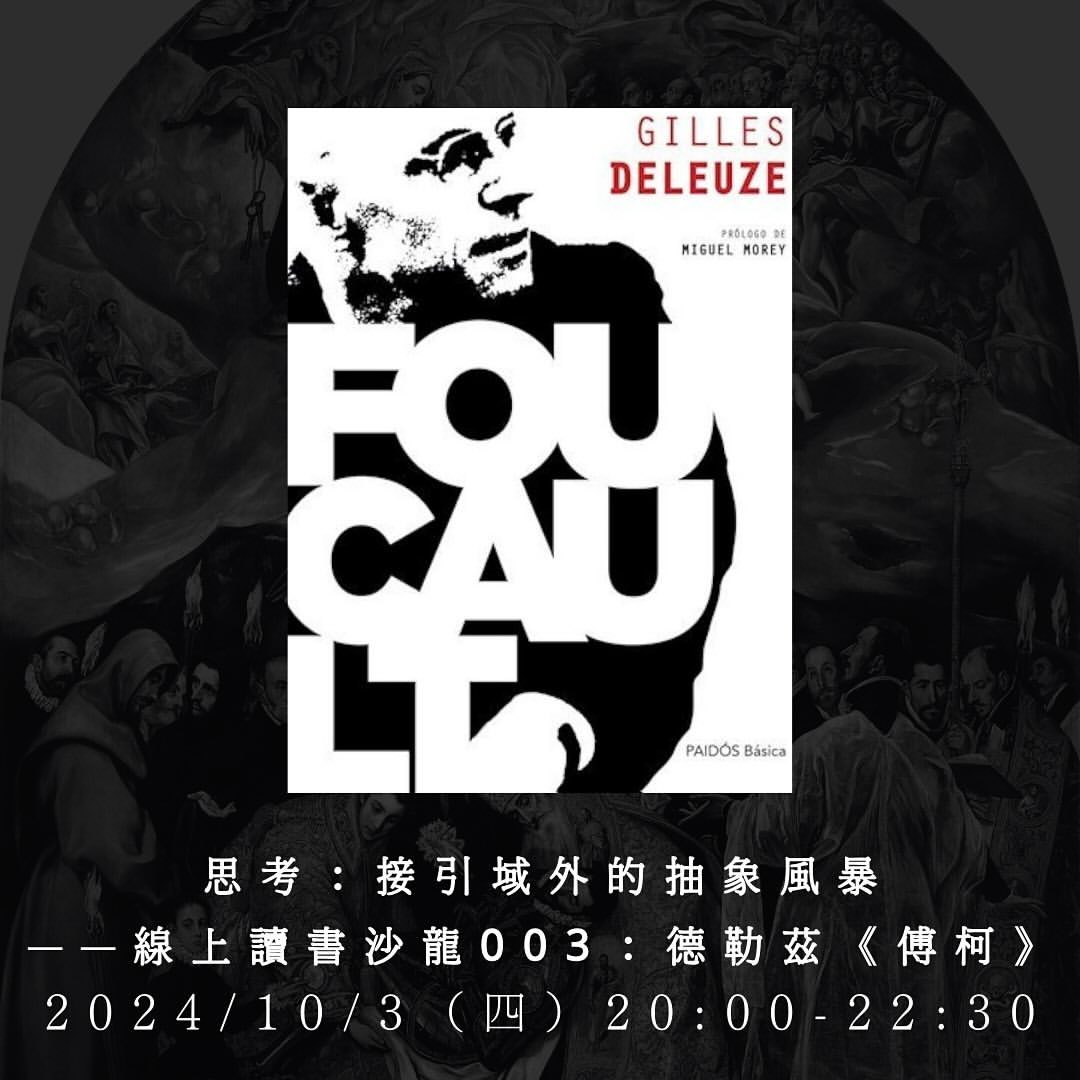 GILLES
DELEUZE
PRÓLOGO DE
MIGUEL MOREY
FOU
CAU
LT
PAIDÓS Básica
思考：接引域外的抽象風暴
——線上讀書沙龍003：德勒茲《傅柯》
2024/10/3（四）20:00-22:30